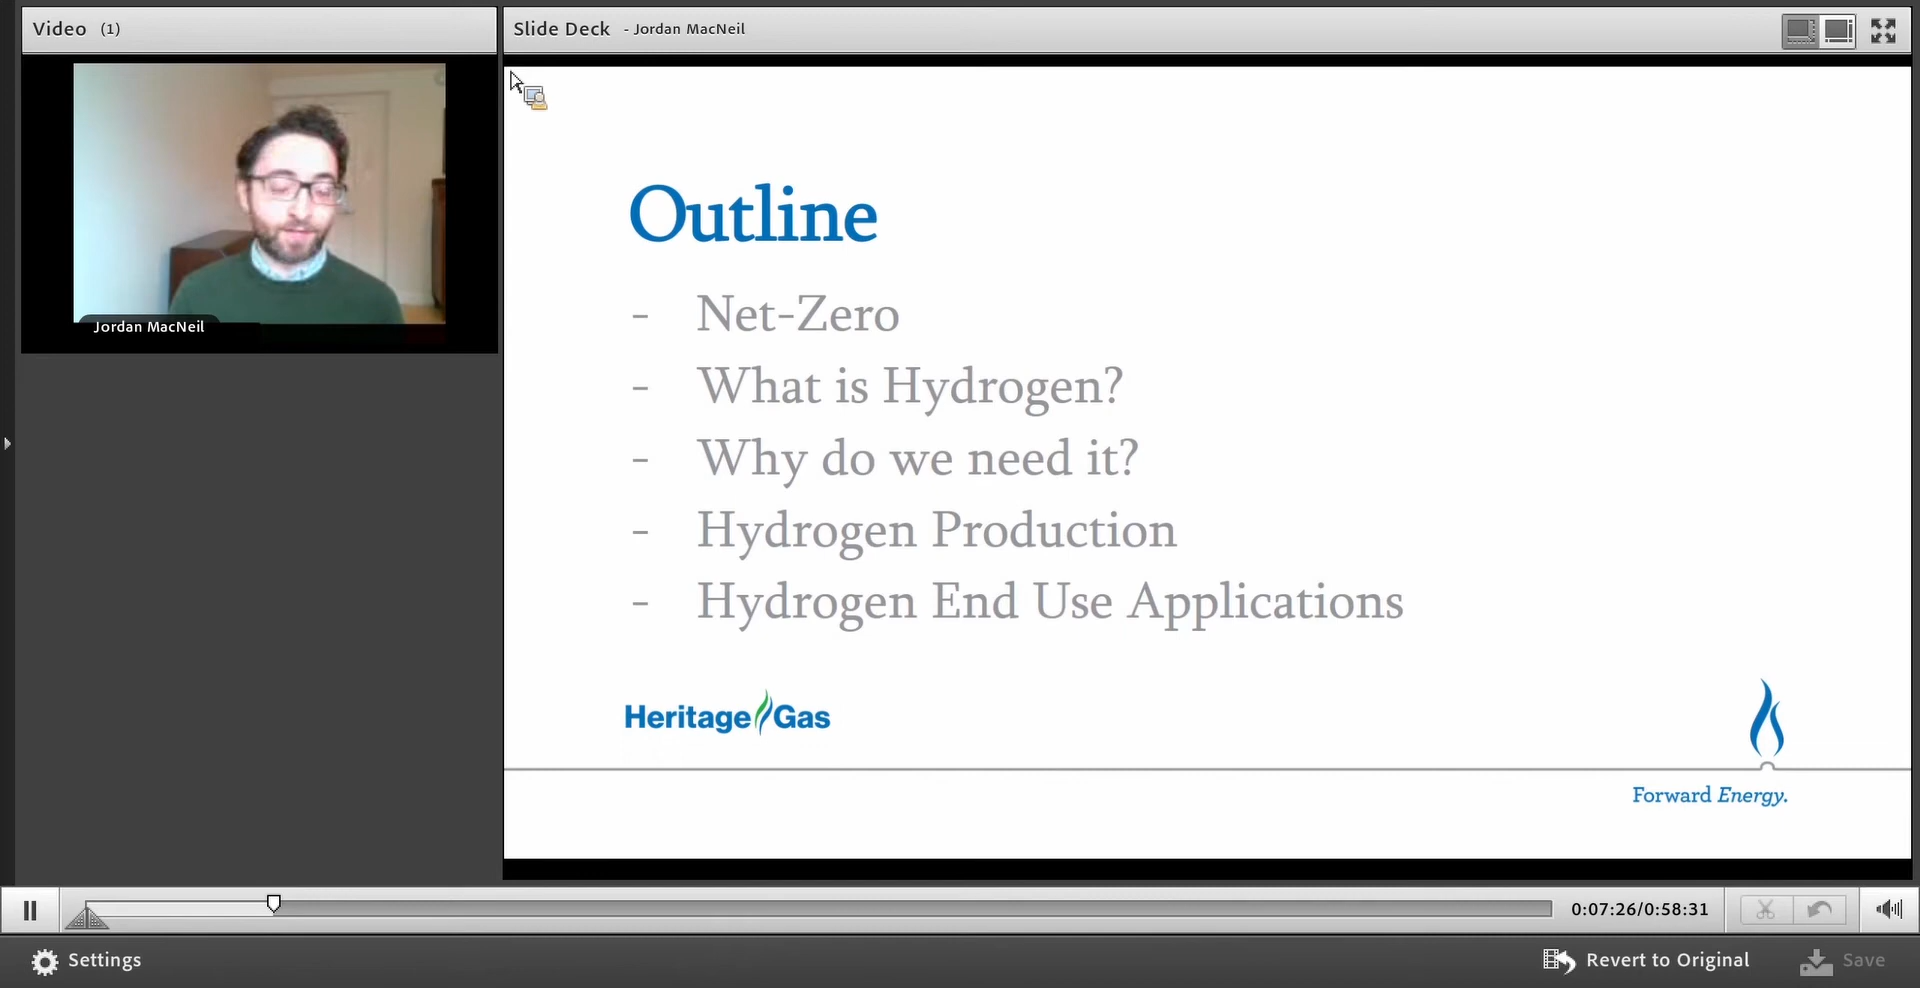 Video (1)
Jordan MacNeil
Slide Deck - Jordan MacNeil
Outline
- Net-Zero
- What is Hydrogen?
- Why do we need it?
- Hydrogen Production
- Hydrogen End Use Applications
Heritage Gas
Forward Energy.
0:07:26/0:58:31
Settings
Revert to Original
Save